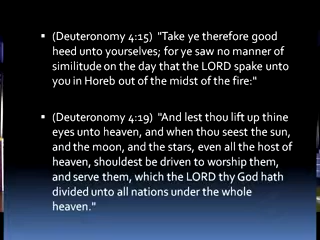 (Deuteronomy 4:15)  "Take ye therefore good
heed unto yourselves; for ye saw no manner of
similitude on the day that the LORD spake unto
you in Horeb out of the midst of the fire:"
(Deuteronomy 4:19)  "And lest thou lift up thine
eyes unto heaven, and when thou seest the sun,
and the moon, and the stars, even all the host of
heaven, shouldest be driven to worship them,
and serve them, which the LORD thy God hath
divided unto all nations under the whole
heaven."